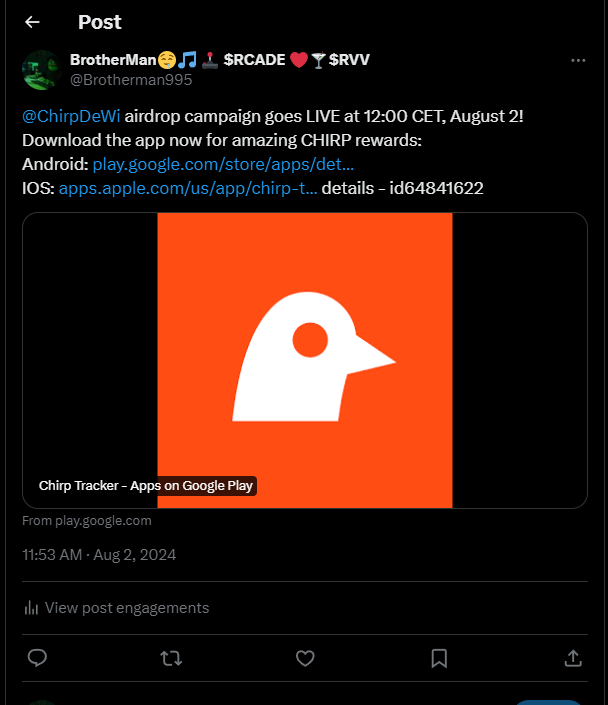 Post
BrotherMan🤤🎵🕹️ $RCADE ❤️🍸$RVV
@Brotherman995
@ChirpDeWi airdrop campaign goes LIVE at 12:00 CET, August 2!
Download the app now for amazing CHIRP rewards:
Android: play.google.com/store/apps/det...
IOS: apps.apple.com/us/app/chirp-t... details - id64841622
Chirp Tracker - Apps on Google Play
From play.google.com
11:53 AM · Aug 2, 2024
View post engagements